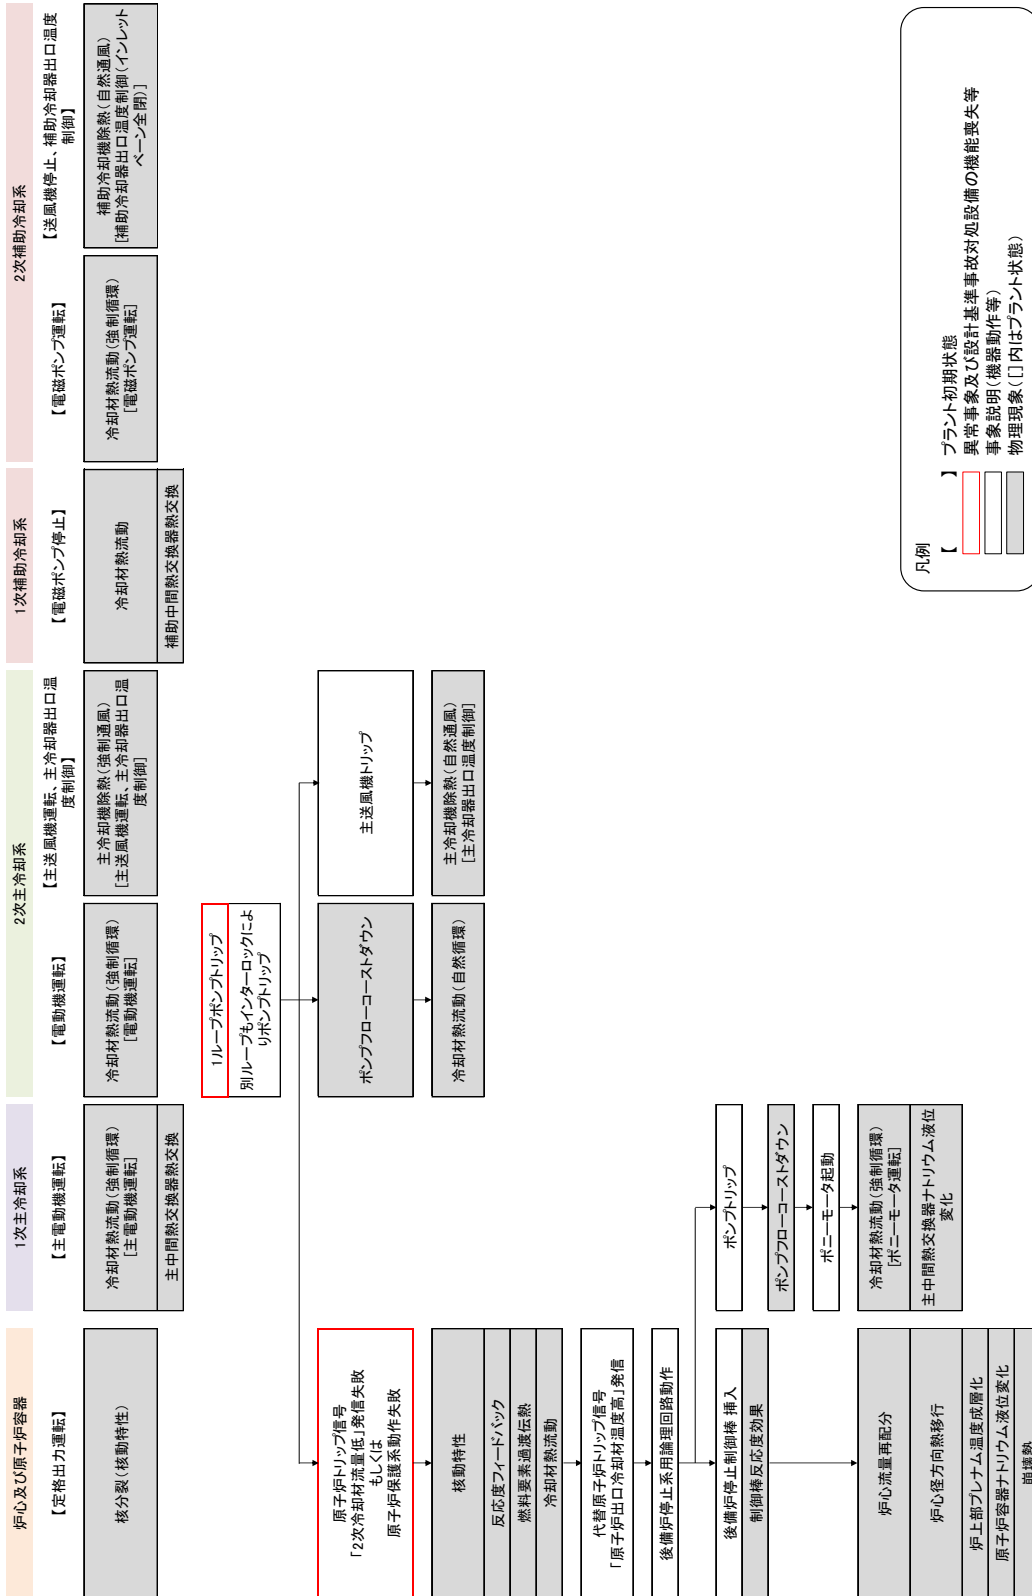 炉心及び原子炉容器
【定格出力運転】
核分裂(核動特性)
原子炉トリップ信号
「2次冷却材流量低」発信失敗
もしくは
原子炉保護系動作失敗
核動特性
反応度フィードバック
燃料要素過渡伝熱
冷却材熱流動
代替原子炉トリップ信号
「原子炉出口冷却材温度高」発信
後備炉停止系用論理回路動作
後備炉停止制御棒 挿入
制御棒反応度効果
炉心流量再配分
炉心径方向熱移行
炉上部プレナム温度成層化
原子炉容器ナトリウム液位変化
崩壊熱
1次主冷却系
【主電動機運転】
冷却材熱流動(強制循環)
[主電動機運転]
主中間熱交換器熱交換
ポンプトリップ
ポンプフローコーストダウン
ポニーモータ起動
冷却材熱流動(強制循環)
[ポニーモータ運転]
主中間熱交換器ナトリウム液位
変化
2次主冷却系
【電動機運転】
冷却材熱流動(強制循環)
[電動機運転]
1ループポンプトリップ
別ループもインターロックによ
りポンプトリップ
ポンプフローコーストダウン
冷却材熱流動(自然循環)
【主送風機運転、主冷却器出口温
度制御】
主冷却機除熱(強制通風)
[主送風機運転、主冷却器出口温
度制御]
主送風機トリップ
主冷却機除熱(自然通風)
[主冷却器出口温度制御]
1次補助冷却系
【電磁ポンプ停止】
冷却材熱流動
補助中間熱交換器熱交換
2次補助冷却系
【電磁ポンプ運転】
冷却材熱流動(強制循環)
[電磁ポンプ運転]
【送風機停止、補助冷却器出口温度
制御】
補助冷却機除熱(自然通風)
[補助冷却器出口温度制御(インレット
ベーン全閉)]
凡例
【 】 プラント初期状態
異常事象及び設計基準事故対処設備の機能喪失等
事象説明(機器動作等)
物理現象([]内はプラント状態)